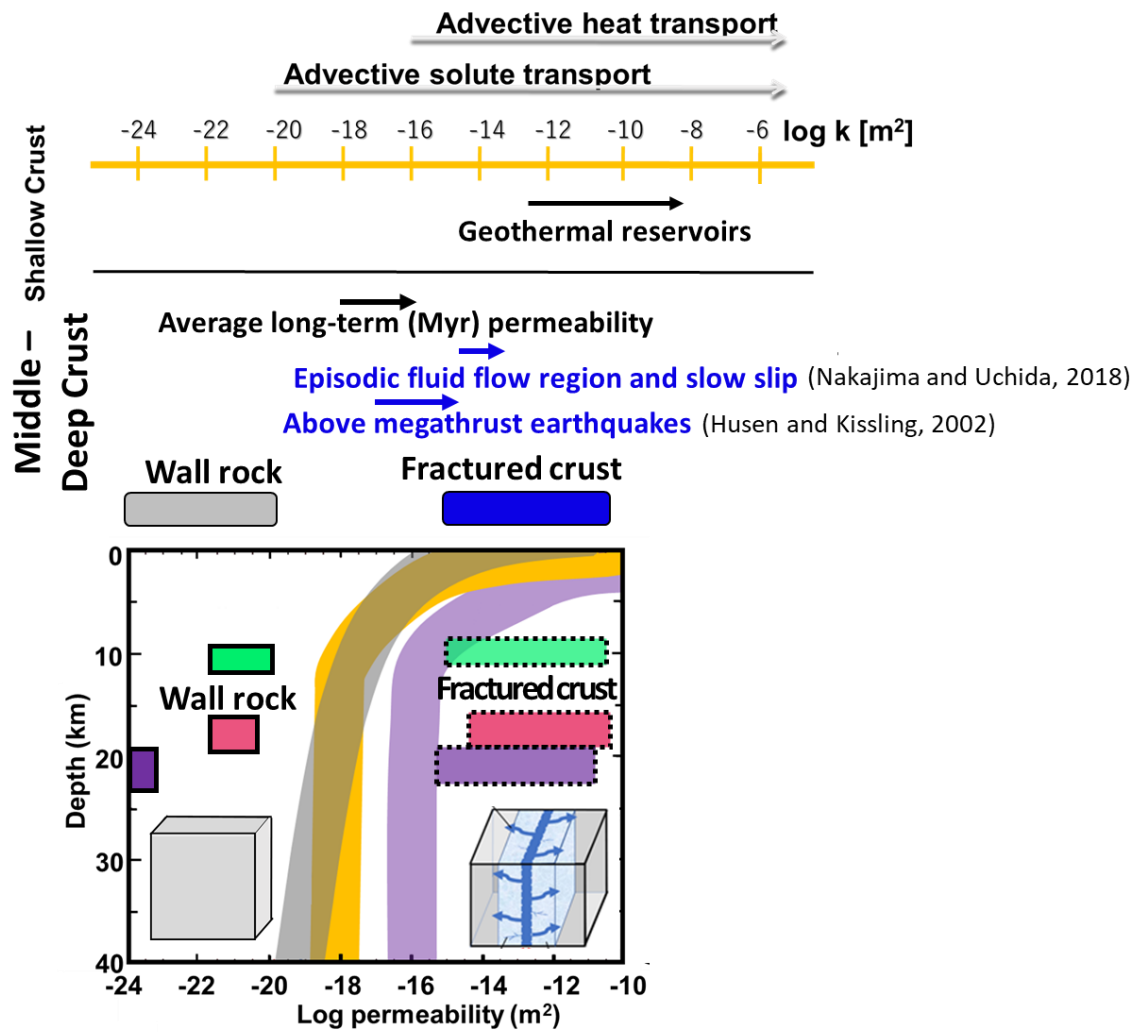 Advective heat transport
Advective solute transport
-24 -22 -20 -18 -16 -14 -12 -10 -8 -6 log k [m²]
Shallow Crust
Geothermal reservoirs
Middle –
Deep Crust
Average long-term (Myr) permeability
Episodic fluid flow region and slow slip (Nakajima and Uchida, 2018)
Above megathrust earthquakes (Husen and Kissling, 2002)
Wall rock Fractured crust
0
10
Wall rock Fractured crust
20
30
40
Depth (km)
-24 -22 -20 -18 -16 -14 -12 -10
Log permeability (m²)